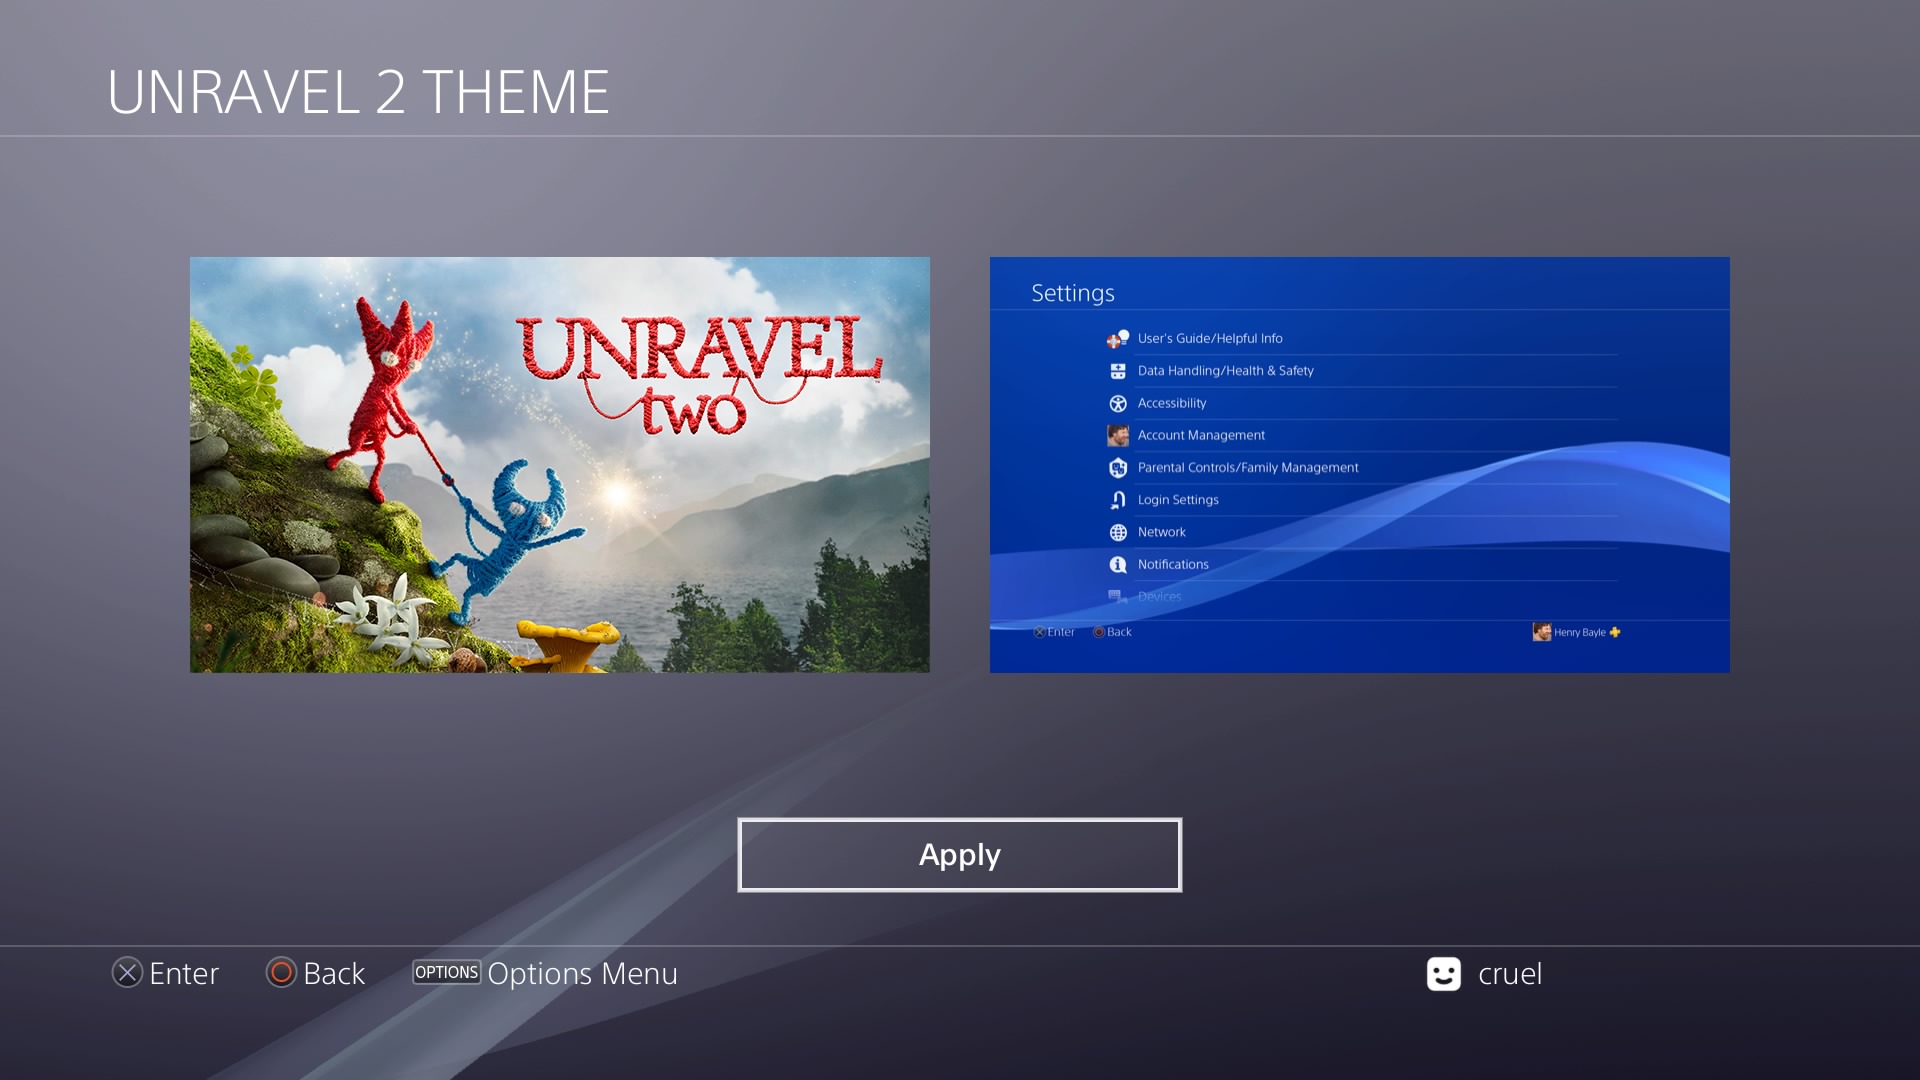 UNRAVEL 2 THEME
UNRAVEL
two
Settings
User's Guide/Helpful Info
Data Handling/Health & Safety
Accessibility
Account Management
Parental Controls/Family Management
Login Settings
Network
Notifications
Devices
Enter Back Henry Bayle
Apply
Enter Back OPTIONS Options Menu cruel